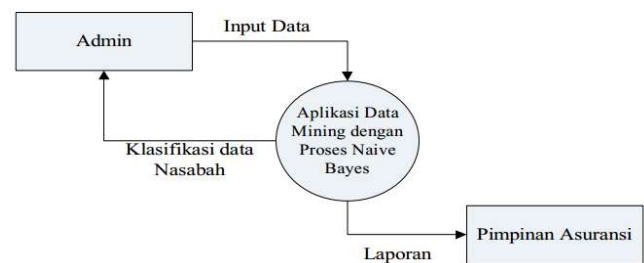 Input Data
Admin
Aplikasi Data
Mining dengan
Proses Naive
Bayes
Klasifikasi data
Nasabah
Pimpinan Asuransi
Laporan